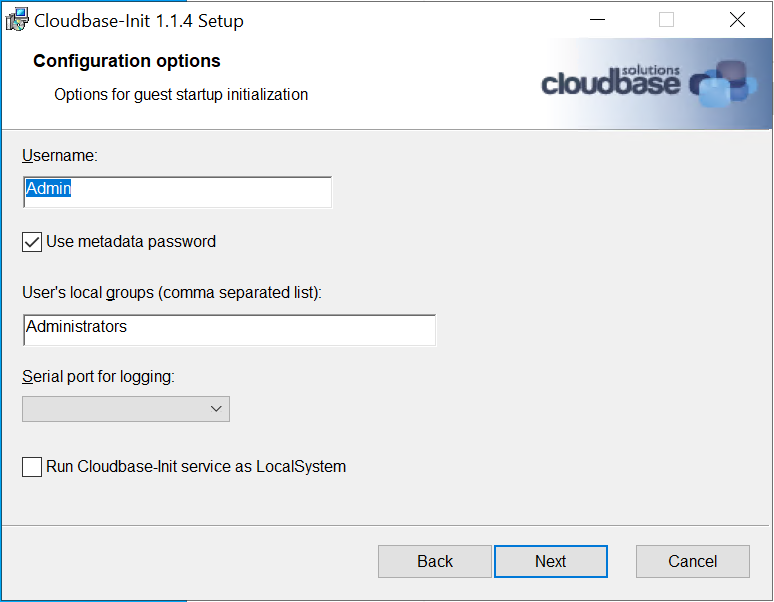 Cloudbase-Init 1.1.4 Setup
Configuration options
Options for guest startup initialization
solutions
cloudbase
Username:
Admin
Use metadata password
User's local groups (comma separated list):
Administrators
Serial port for logging:
Run Cloudbase-Init service as LocalSystem
Back
Next
Cancel